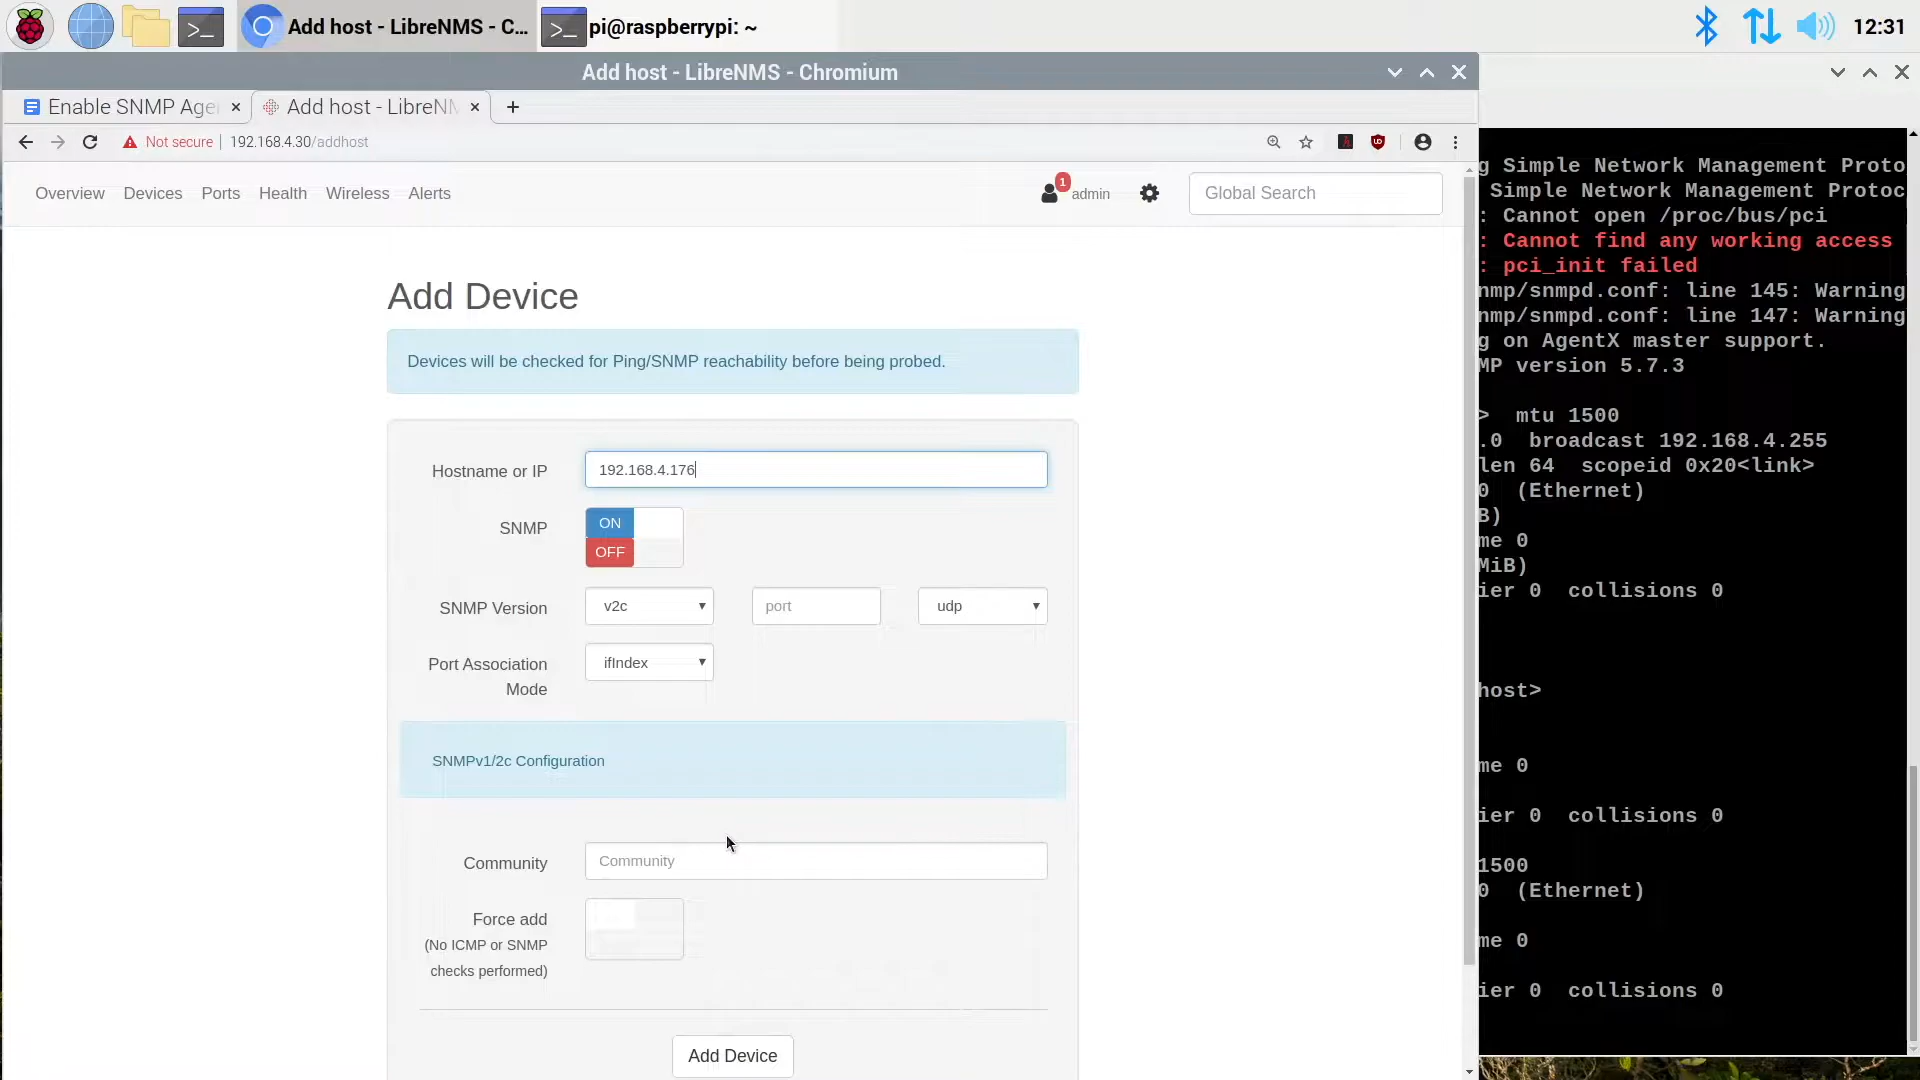 Add host - LibreNMS - C...
pi@raspberrypi: ~
12:31
Add host - LibreNMS - Chromium
Enable SNMP Age
Add host - LibreN
Not secure
192.168.4.30/addhost
Overview
Devices
Ports
Health
Wireless
Alerts
1
admin
Global Search
Add Device
Devices will be checked for Ping/SNMP reachability before being probed.
Hostname or IP
192.168.4.176
SNMP
ON
OFF
SNMP Version
v2c
port
udp
Port Association
Mode
ifIndex
SNMPv1/2c Configuration
Community
Community
Force add
(No ICMP or SNMP
checks performed)
Add Device
g Simple Network Management Proto
Simple Network Management Protoc
: Cannot open /proc/bus/pci
: Cannot find any working access
: pci_init failed
nmp/snmpd.conf: line 145: Warning
nmp/snmpd.conf: line 147: Warning
g on AgentX master support.
MP version 5.7.3
> mtu 1500
.0 broadcast 192.168.4.255
len 64 scopeid 0x20<link>
0 (Ethernet)
B)
me 0
MiB)
ier 0 collisions 0
host>
me 0
ier 0 collisions 0
1500
0 (Ethernet)
me 0
ier 0 collisions 0